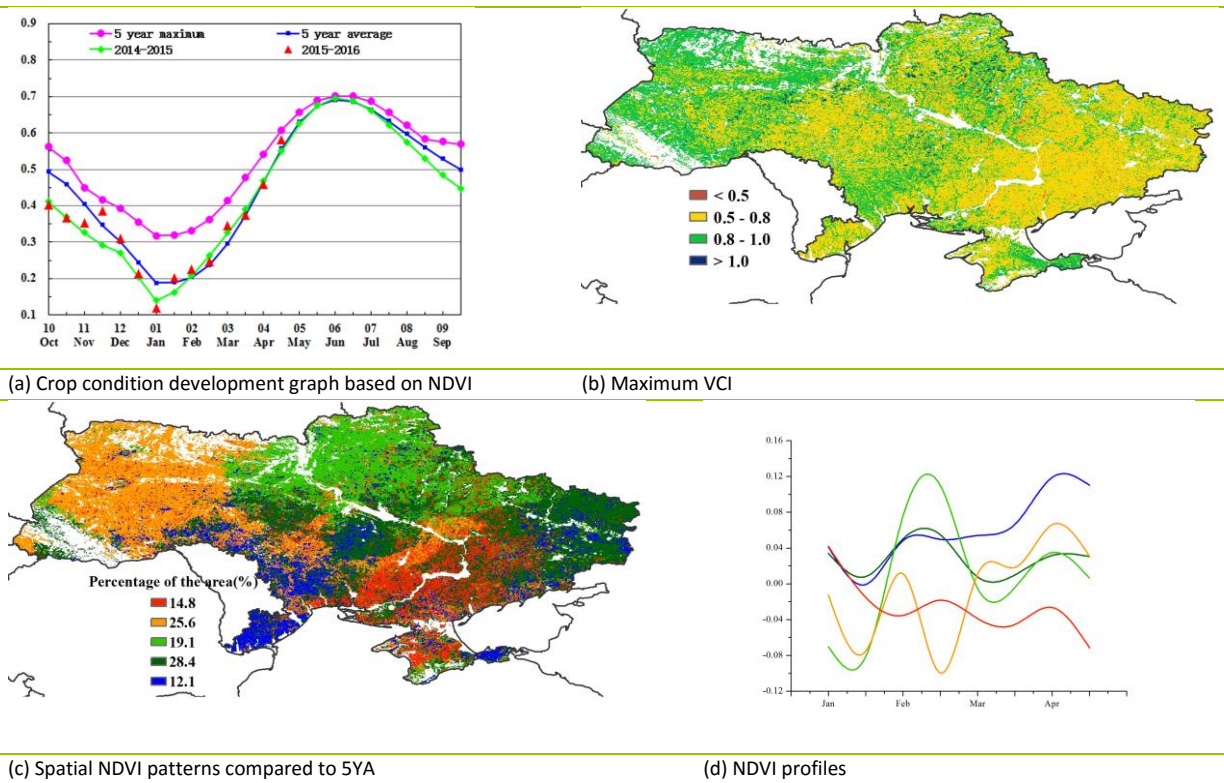 0.9
0.8
0.7
0.6
0.5
0.4
0.3
0.2
0.1
5 year maximum 5 year average
2014-2015 2015-2016
10 11 12 01 02 03 04 05 06 07 08 09
Oct Nov Dec Jan Feb Mar Apr May Jun Jul Aug Sep
< 0.5
0.5 - 0.8
0.8 - 1.0
> 1.0
(a) Crop condition development graph based on NDVI
(b) Maximum VCI
Percentage of the area(%)
14.8
25.6
19.1
28.4
12.1
0.16
0.12
0.08
0.04
0.00
-0.04
-0.08
-0.12
Jan Feb Mar Apr
(c) Spatial NDVI patterns compared to 5YA
(d) NDVI profiles